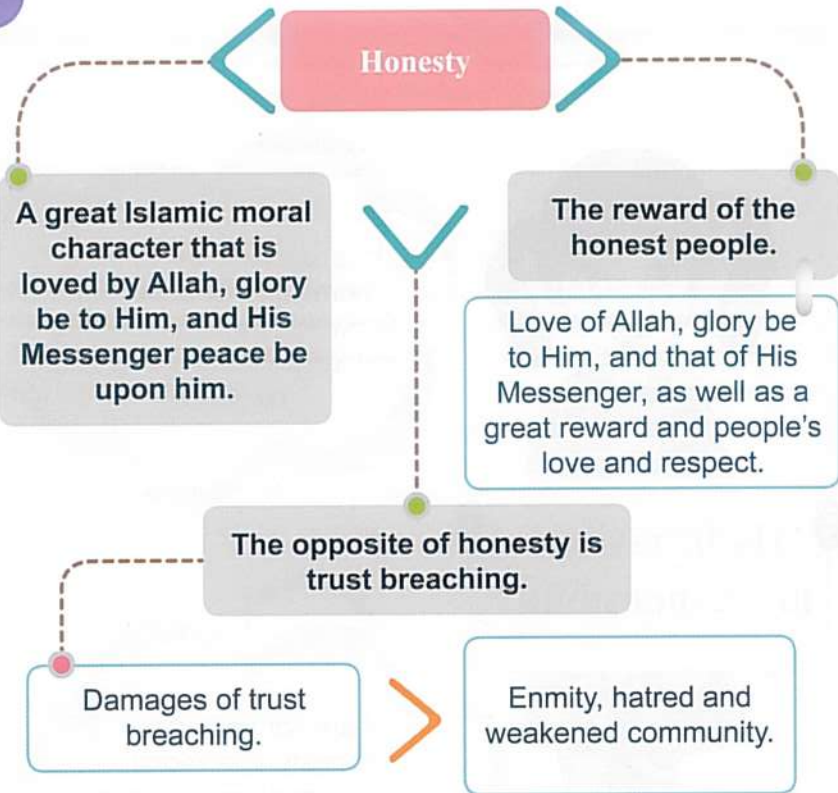 Honesty
A great Islamic moral
character that is
loved by Allah, glory
be to Him, and His
Messenger peace be
upon him.
The reward of the
honest people.
Love of Allah, glory be
to Him, and that of His
Messenger, as well as a
great reward and people's
love and respect.
The opposite of honesty is
trust breaching.
Damages of trust
breaching.
Enmity, hatred and
weakened community.